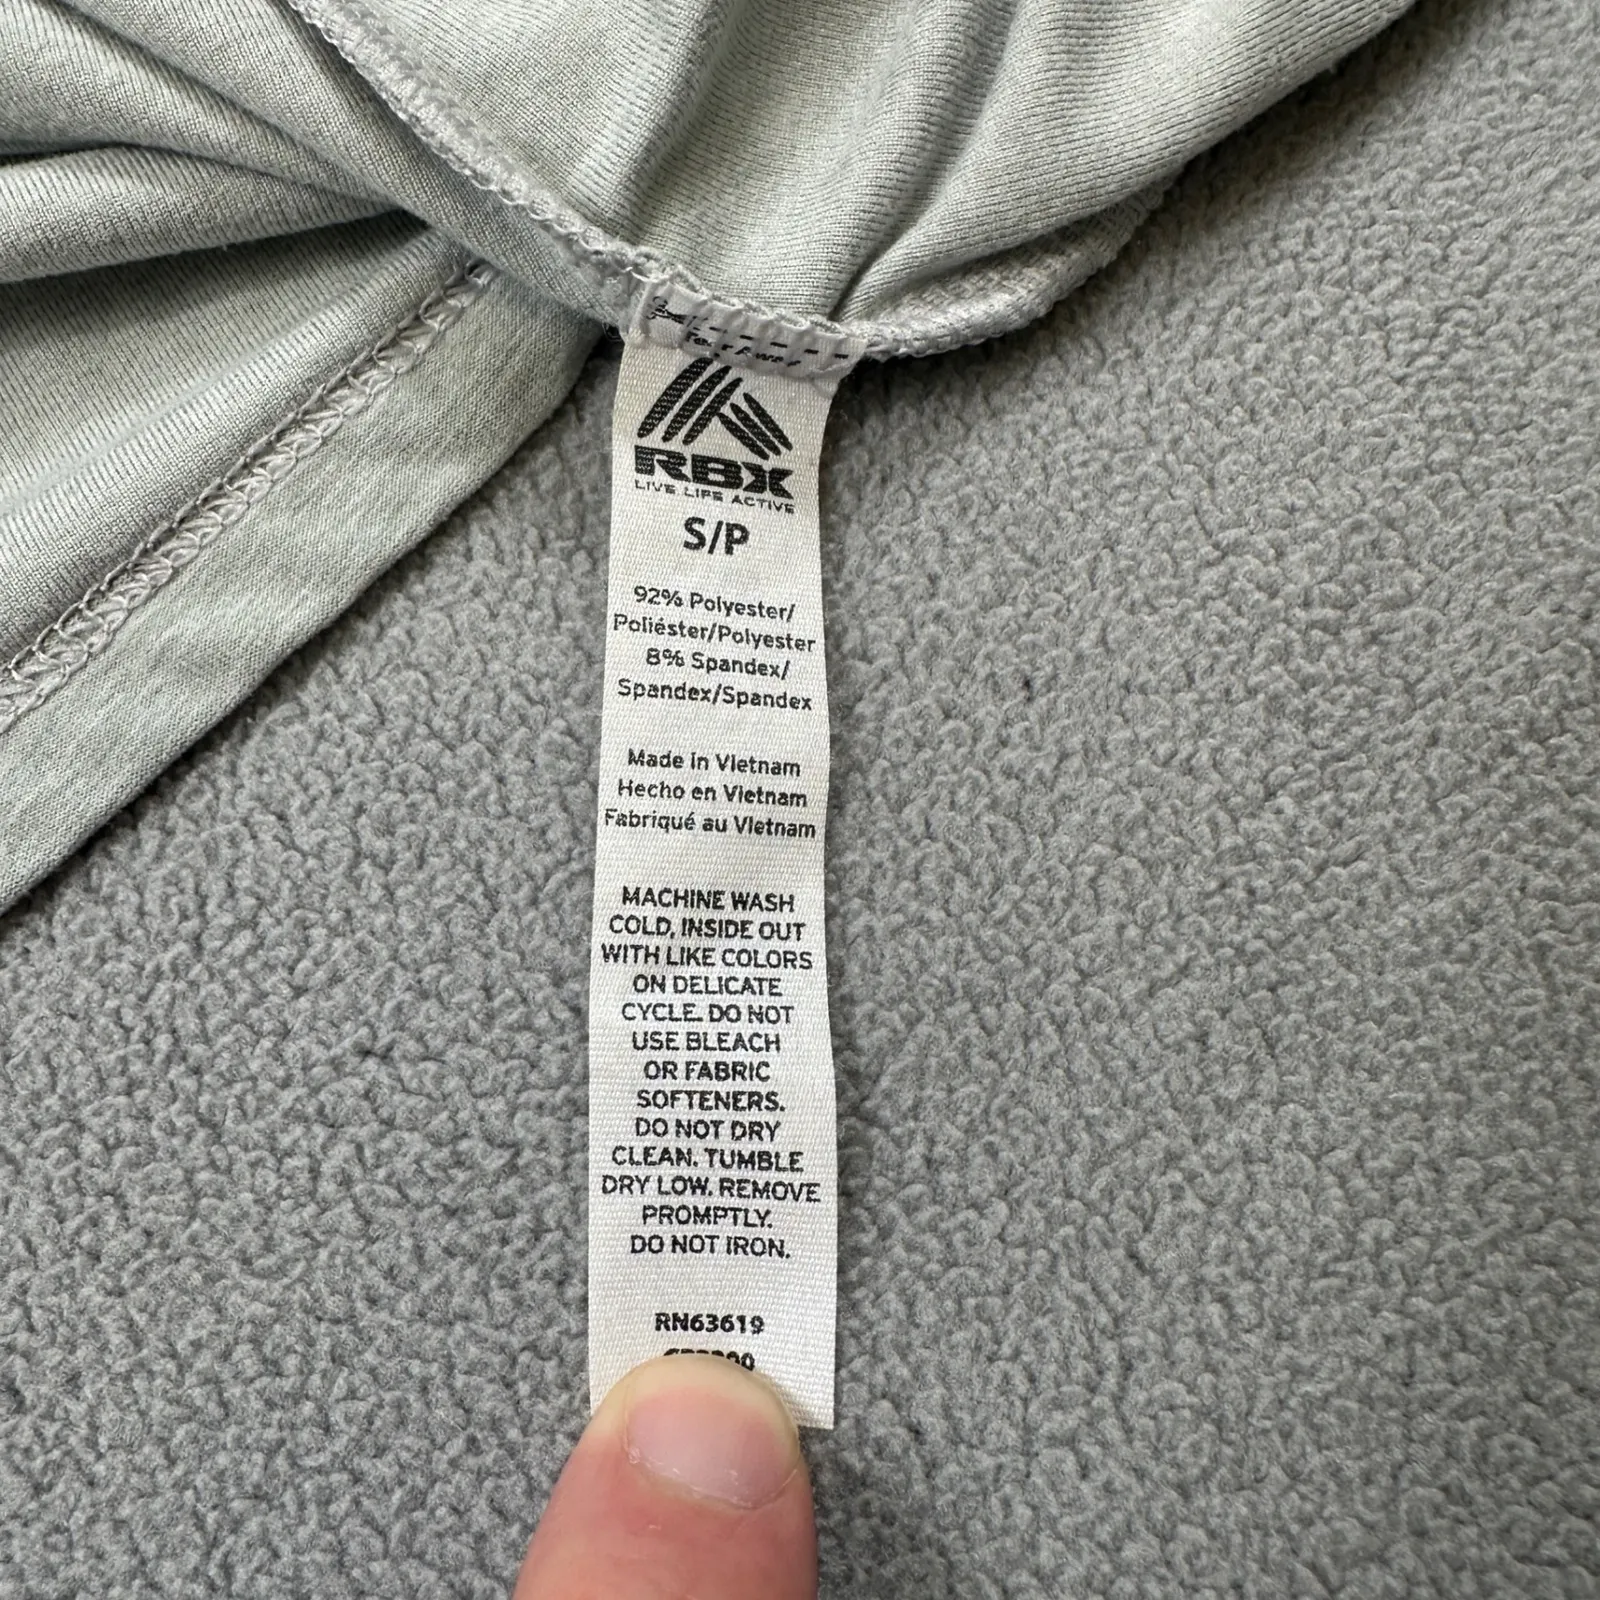 Tear Away
RBX
LIVE LIFE ACTIVE
S/P
92% Polyester/
Poliéster/Polyester
8% Spandex/
Spandex/Spandex
Made in Vietnam
Hecho en Vietnam
Fabriqué au Vietnam
MACHINE WASH
COLD, INSIDE OUT
WITH LIKE COLORS
ON DELICATE
CYCLE. DO NOT
USE BLEACH
OR FABRIC
SOFTENERS.
DO NOT DRY
CLEAN. TUMBLE
DRY LOW. REMOVE
PROMPTLY.
DO NOT IRON.
RN63619